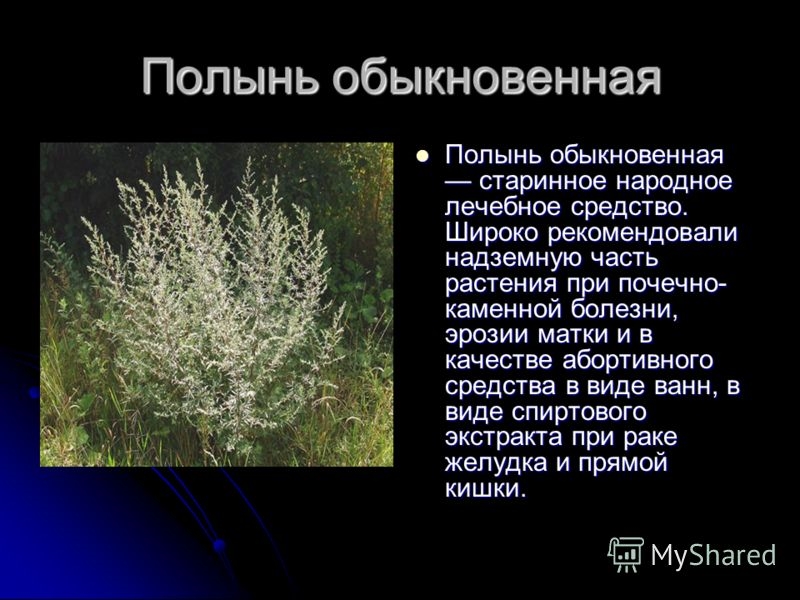 Полынь обыкновенная
Полынь обыкновенная
— старинное народное
лечебное средство.
Широко рекомендовали
надземную часть
растения при почечно-
каменной болезни,
эрозии матки и в
качестве абортивного
средства в виде ванн, в
виде спиртового
экстракта при раке
желудка и прямой
кишки.
MyShared